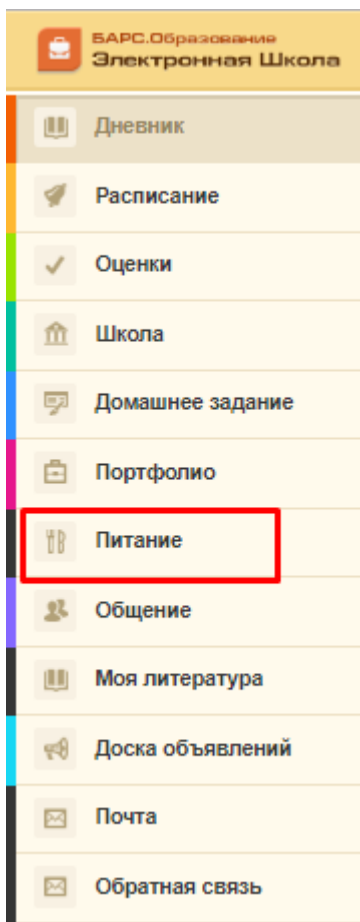 БАРС.Образование
Электронная Школа
Дневник
Расписание
Оценки
Школа
Домашнее задание
Портфолио
Питание
Общение
Моя литература
Доска объявлений
Почта
Обратная связь